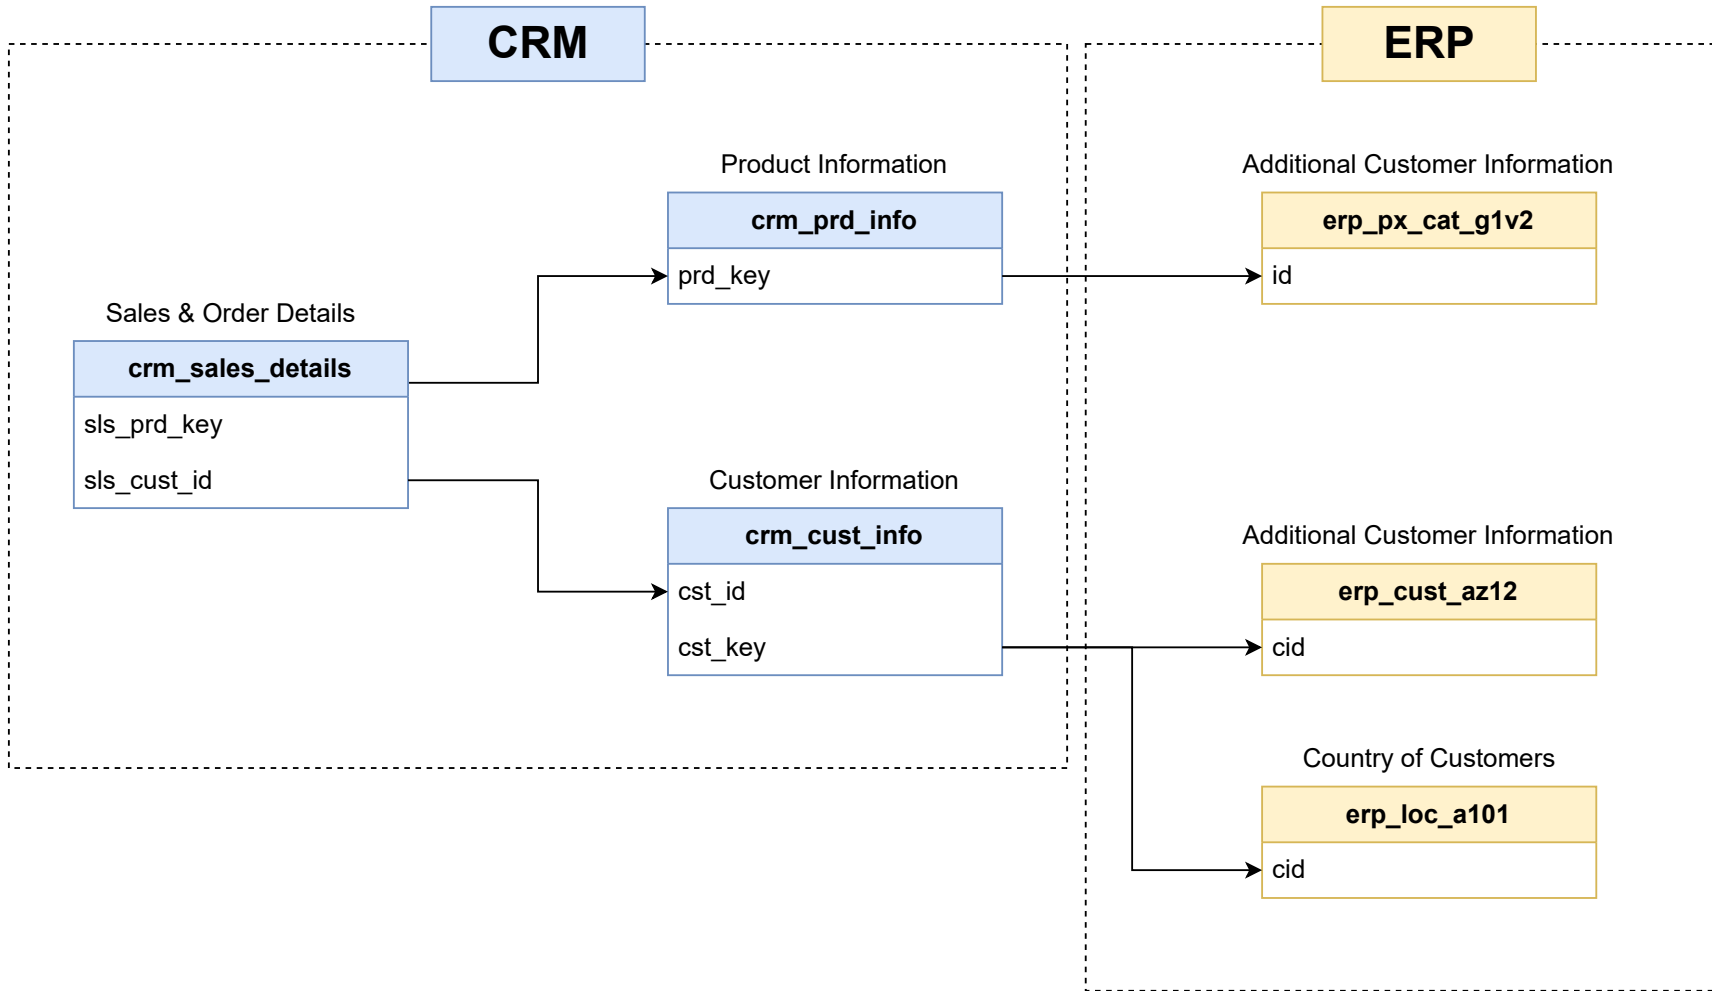 CRM
ERP
Product Information
crm_prd_info
prd_key
Additional Customer Information
erp_px_cat_g1v2
id
Sales & Order Details
crm_sales_details
sls_prd_key
sls_cust_id
Customer Information
crm_cust_info
cst_id
cst_key
Additional Customer Information
erp_cust_az12
cid
Country of Customers
erp_loc_a101
cid